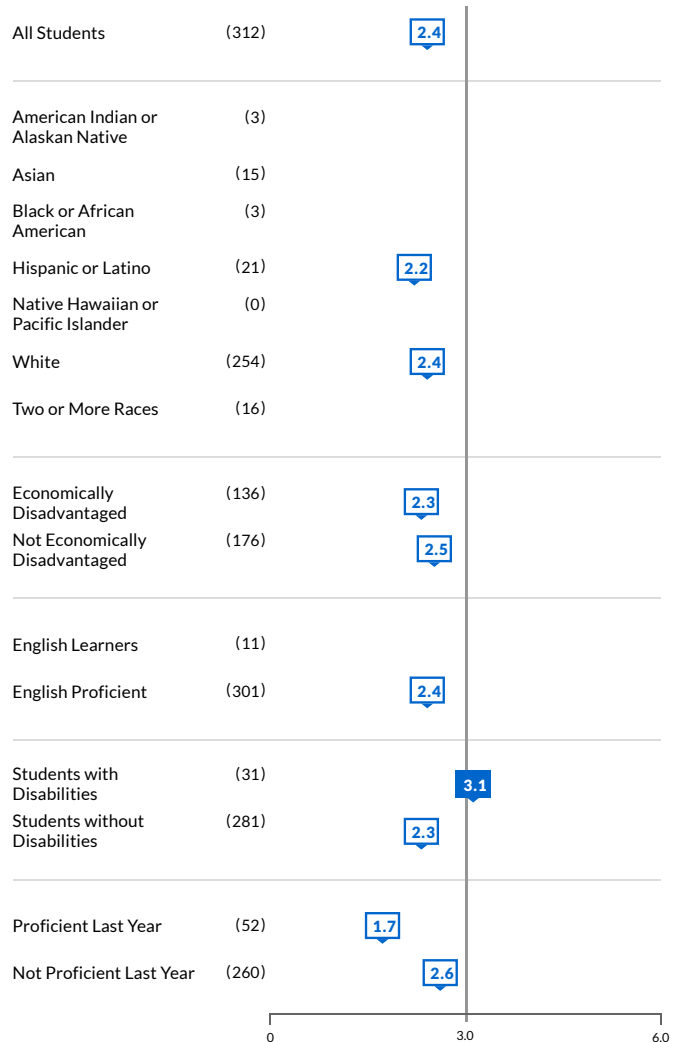 All Students (312) 2.4
American Indian or (3)
Alaskan Native
Asian (15)
Black or African (3)
American
Hispanic or Latino (21) 2.2
Native Hawaiian or (0)
Pacific Islander
White (254) 2.4
Two or More Races (16)
Economically (136) 2.3
Disadvantaged
Not Economically (176) 2.5
Disadvantaged
English Learners (11)
English Proficient (301) 2.4
Students with (31) 3.1
Disabilities
Students without (281) 2.3
Disabilities
Proficient Last Year (52) 1.7
Not Proficient Last Year (260) 2.6
0 3.0 6.0